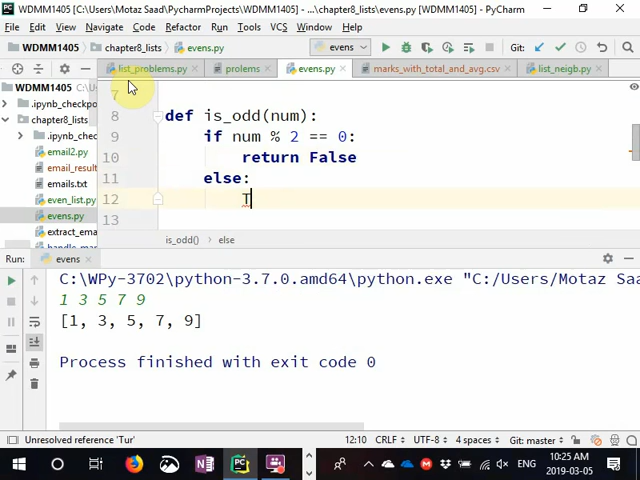 WDMM1405 [C:\Users\Motaz Saad\PycharmProjects\WDMM1405] - ...\chapter8_lists\evens.py - PyCharm
File Edit View Navigate Code Refactor Run Tools VCS Window Help
WDMM1405 chapter8_lists evens.py evens Git:
list_problems.py prolems evens.py marks_with_total_and_avg.csv list_neigb.py
WDMM1405
.ipynb_checkp
chapter8_lists
.ipynb_check
email2.py
email_result
emails.txt
even_list.py
evens.py
extract_ema
7
8 def is_odd(num):
9 if num % 2 == 0:
10 return False
11 else:
12 T
13
is_odd() else
Run: evens
C:\WPy-3702\python-3.7.0.amd64\python.exe "C:/Users/Motaz Saa
1 3 5 7 9
[1, 3, 5, 7, 9]
Process finished with exit code 0
Unresolved reference 'Tur' 12:10 CRLF UTF-8 4 spaces Git: master
10:25 AM
2019-03-05